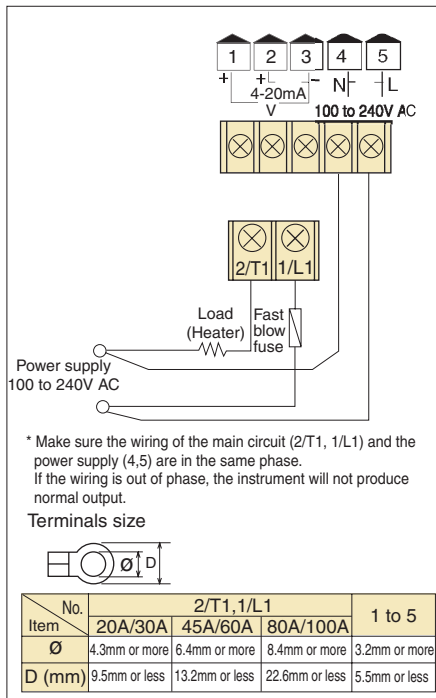 1 2 3 4 5
+ + - N L
4-20mA
V
100 to 240V AC
2/T1 1/L1
Load
(Heater)
Fast
blow
fuse
Power supply
100 to 240V AC
* Make sure the wiring of the main circuit (2/T1, 1/L1) and the
power supply (4,5) are in the same phase.
If the wiring is out of phase, the instrument will not produce
normal output.
Terminals size
Ø D
No. 2/T1,1/L1 1 to 5
Item 20A/30A 45A/60A 80A/100A
Ø 4.3mm or more 6.4mm or more 8.4mm or more 3.2mm or more
D (mm) 9.5mm or less 13.2mm or less 22.6mm or less 5.5mm or less